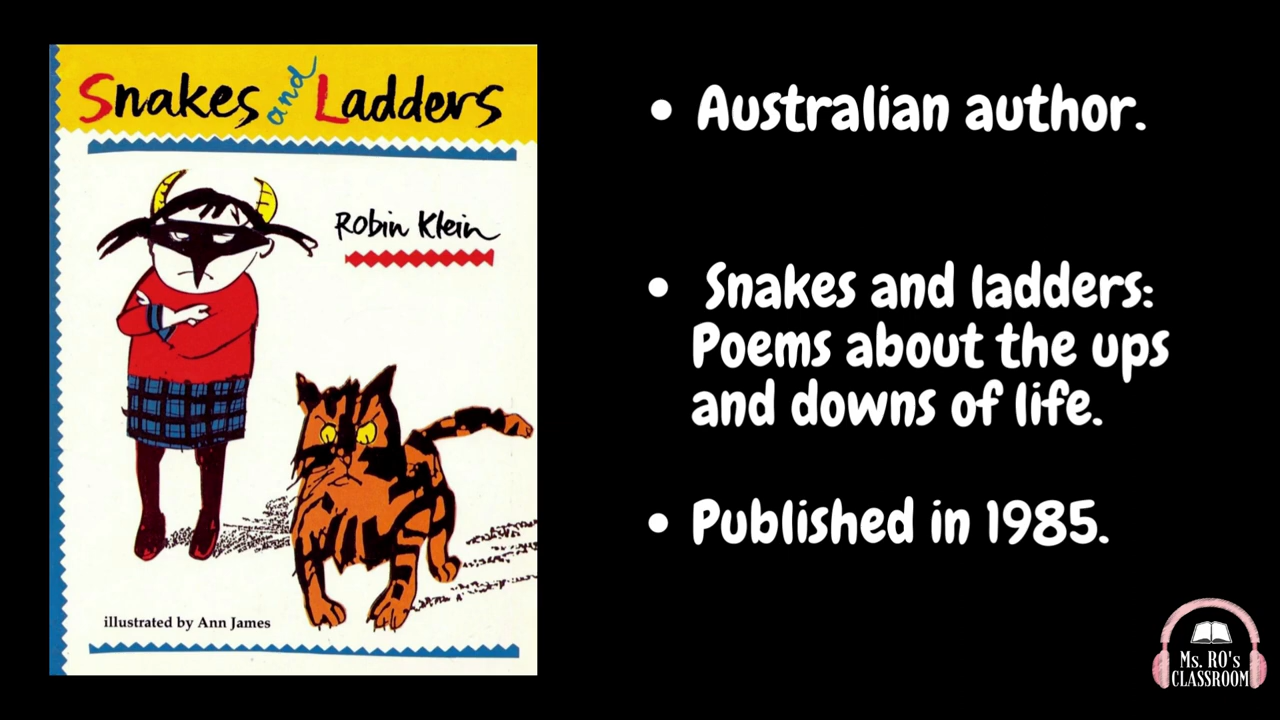 Snakes and Ladders
Robin Klein
illustrated by Ann James
• Australian author.
• Snakes and ladders:
Poems about the ups
and downs of life.
• Published in 1985.
Ms. RO's
CLASSROOM